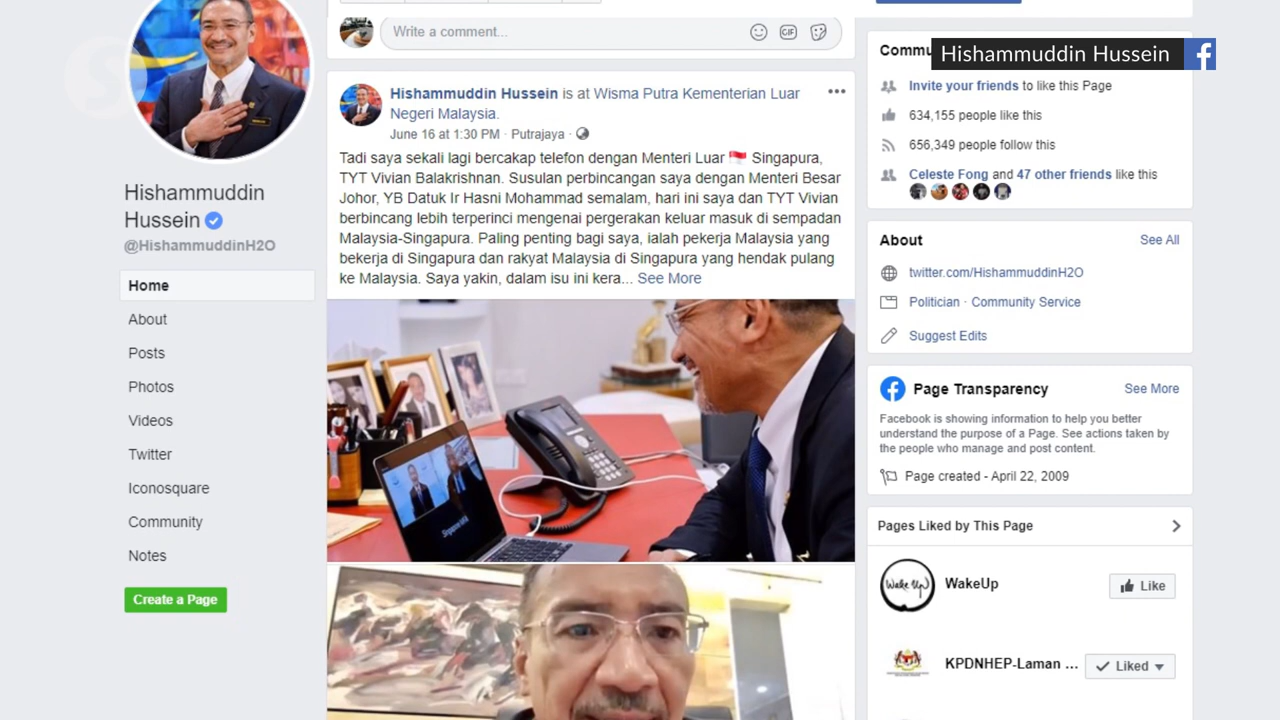 Hishammuddin
Hussein
@HishammuddinH2O
Home
About
Posts
Photos
Videos
Twitter
Iconosquare
Community
Notes
Create a Page
Write a comment...
GIF
Hishammuddin Hussein is at Wisma Putra Kementerian Luar
Negeri Malaysia.
June 16 at 1:30 PM · Putrajaya ·
Tadi saya sekali lagi bercakap telefon dengan Menteri Luar 🇸🇬 Singapura,
TYT Vivian Balakrishnan. Susulan perbincangan saya dengan Menteri Besar
Johor, YB Datuk Ir Hasni Mohammad semalam, hari ini saya dan TYT Vivian
berbincang lebih terperinci mengenai pergerakan keluar masuk di sempadan
Malaysia-Singapura. Paling penting bagi saya, ialah pekerja Malaysia yang
bekerja di Singapura dan rakyat Malaysia di Singapura yang hendak pulang
ke Malaysia. Saya yakin, dalam isu ini kera... See More
Hishammuddin Hussein
Invite your friends to like this Page
634,155 people like this
656,349 people follow this
Celeste Fong and 47 other friends like this
About
See All
twitter.com/HishammuddinH2O
Politician · Community Service
Suggest Edits
Page Transparency
See More
Facebook is showing information to help you better
understand the purpose of a Page. See actions taken by
the people who manage and post content.
Page created - April 22, 2009
Pages Liked by This Page
Wake Up
WakeUp
Like
KPDNHEP-Laman ...
Liked